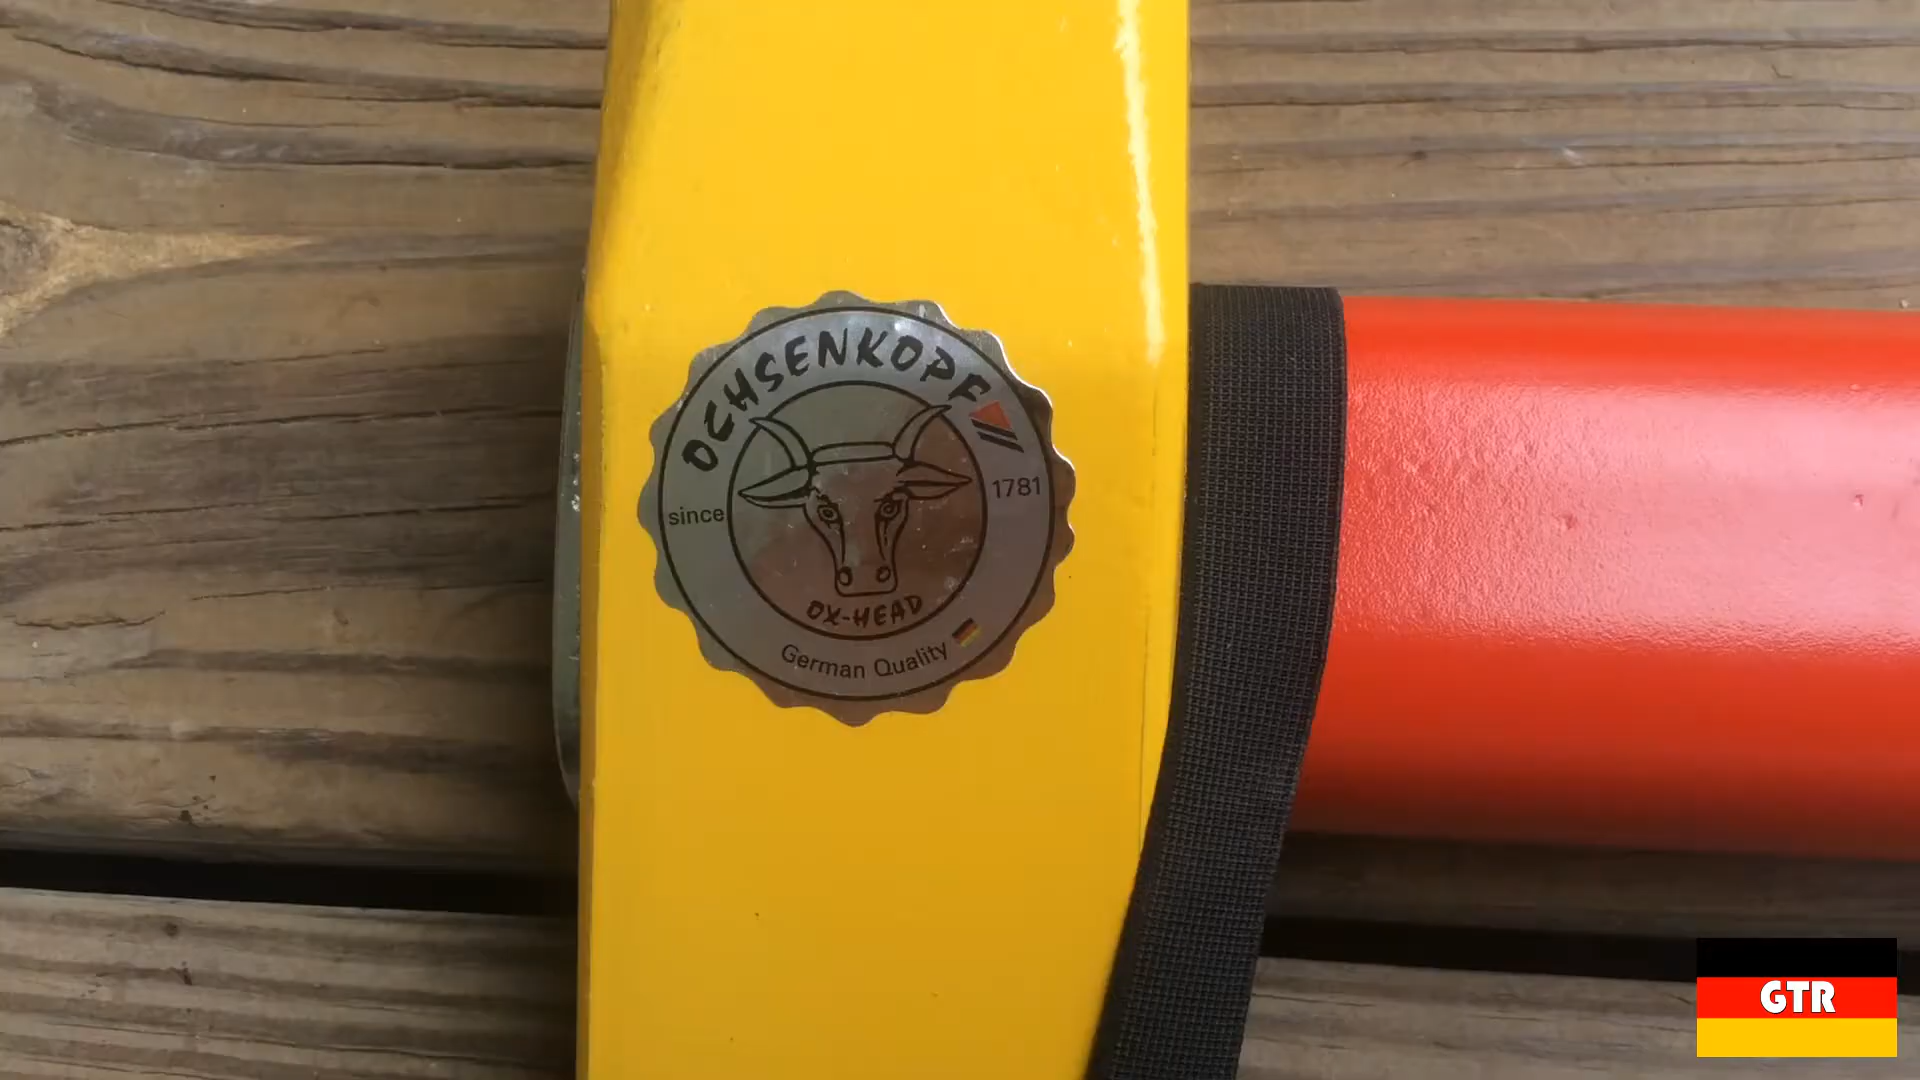 OCHSENKOPF
since 1781
OX-HEAD
German Quality
GTR